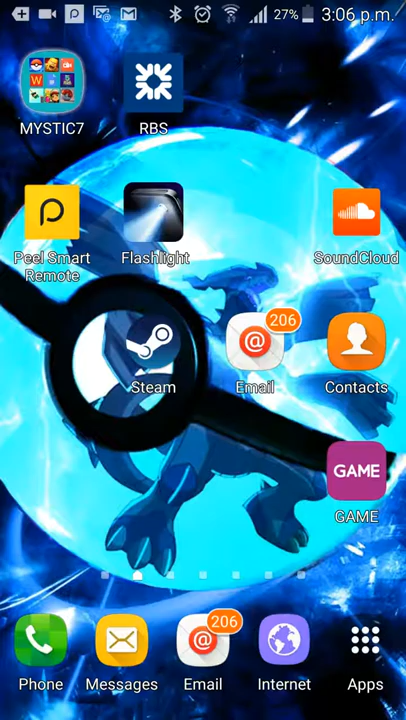 27% 3:06 p.m.
MYSTIC7
RBS
Peel Smart
Remote
Flashlight
SoundCloud
206
Steam
Email
Contacts
GAME
GAME
206
Phone
Messages
Email
Internet
Apps